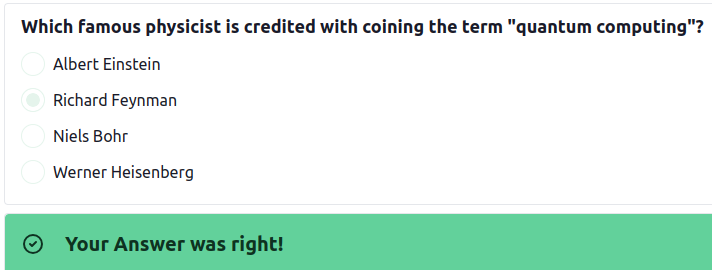 Which famous physicist is credited with coining the term "quantum computing"?
Albert Einstein
Richard Feynman
Niels Bohr
Werner Heisenberg
Your Answer was right!